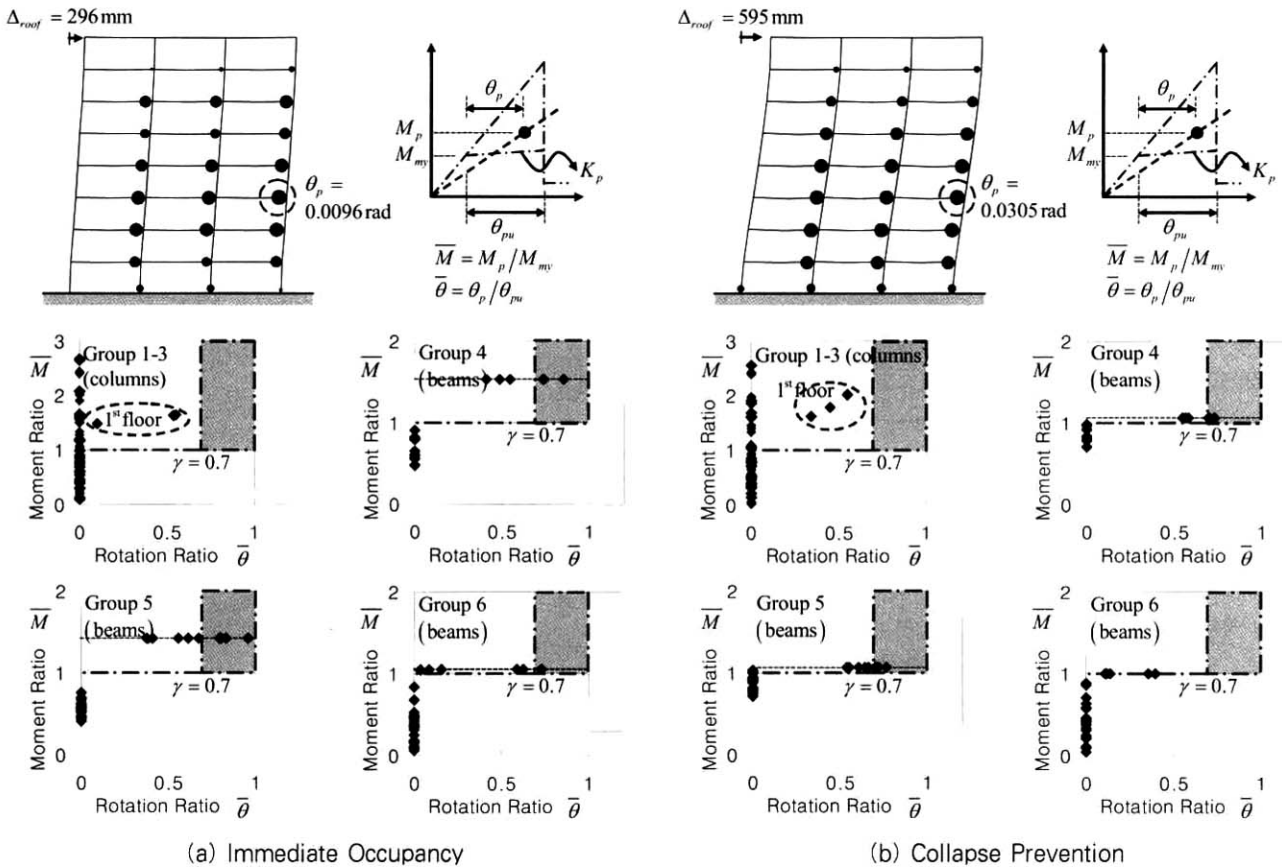 Δroof = 296 mm
θp
Mp
Mmy
Kp
θpu
θp =
0.0096 rad
M̅ = Mp/Mmy
θ̅ = θp/θpu
Δroof = 595 mm
θp
Mp
Mmy
Kp
θpu
θp =
0.0305 rad
M̅ = Mp/Mmy
θ̅ = θp/θpu
3
M̅
2
1
0
Moment Ratio
Group 1-3
(columns)
1st floor
γ = 0.7
0 0.5 1
Rotation Ratio θ̅
2
M̅
1
0
Moment Ratio
Group 4
(beams)
γ = 0.7
0 0.5 1
Rotation Ratio θ̅
3
M̅
2
1
0
Moment Ratio
Group 1-3 (columns)
1st floor
γ = 0.7
0 0.5 1
Rotation Ratio θ̅
2
M̅
1
0
Moment Ratio
Group 4
(beams)
γ = 0.7
0 0.5 1
Rotation Ratio θ̅
2
M̅
1
0
Moment Ratio
Group 5
(beams)
γ = 0.7
0 0.5 1
Rotation Ratio θ̅
2
M̅
1
0
Moment Ratio
Group 6
(beams)
γ = 0.7
0 0.5 1
Rotation Ratio θ̅
2
M̅
1
0
Moment Ratio
Group 5
(beams)
γ = 0.7
0 0.5 1
Rotation Ratio θ̅
2
M̅
1
0
Moment Ratio
Group 6
(beams)
γ = 0.7
0 0.5 1
Rotation Ratio θ̅
(a) Immediate Occupancy
(b) Collapse Prevention